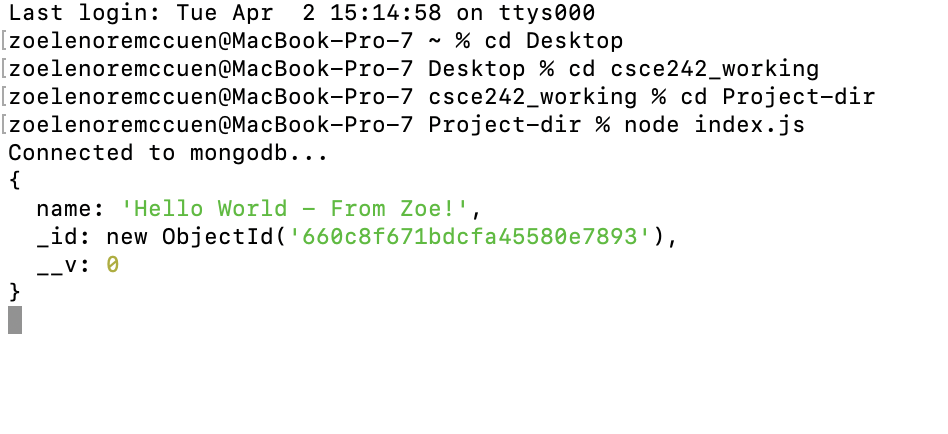 Last login: Tue Apr  2 15:14:58 on ttys000
[zoelenoremccuen@MacBook-Pro-7 ~ % cd Desktop
[zoelenoremccuen@MacBook-Pro-7 Desktop % cd csce242_working
[zoelenoremccuen@MacBook-Pro-7 csce242_working % cd Project-dir
[zoelenoremccuen@MacBook-Pro-7 Project-dir % node index.js
Connected to mongodb...
{
  name: 'Hello World - From Zoe!',
  _id: new ObjectId('660c8f671bdcfa45580e7893'),
  __v: 0
}